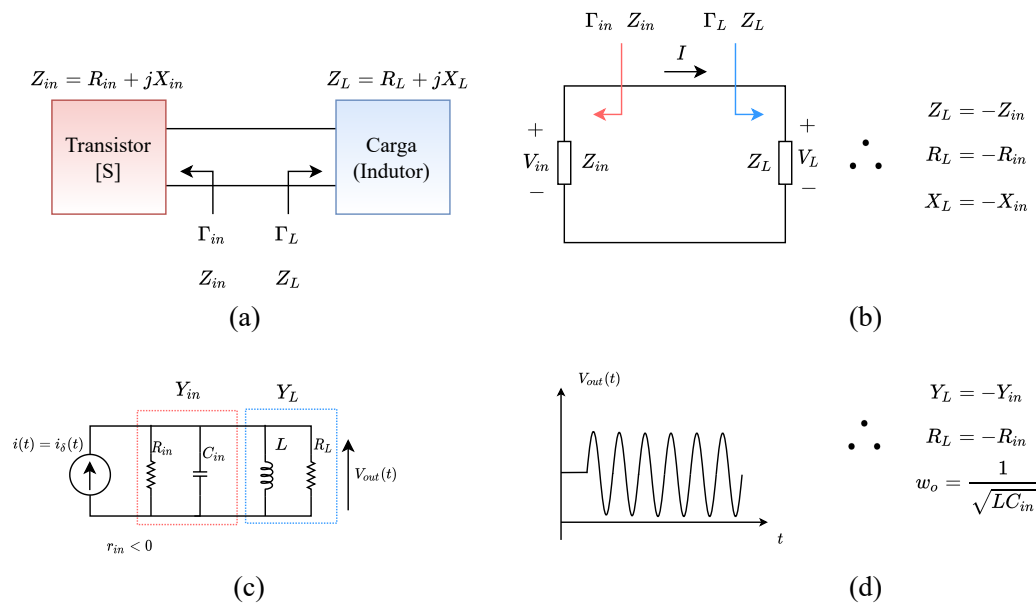 Z_{in} = R_{in} + jX_{in}
Z_L = R_L + jX_L
Transistor
[S]
Carga
(Indutor)
Γ_{in}
Γ_L
Z_{in}
Z_L
(a)
Γ_{in} Z_{in}
Γ_L Z_L
I
+
V_{in}
−
Z_{in}
Z_L
+
V_L
−
∴
Z_L = −Z_{in}
R_L = −R_{in}
X_L = −X_{in}
(b)
Y_{in}
Y_L
i(t) = i_δ(t)
R_{in}
C_{in}
L
R_L
V_{out}(t)
r_{in} < 0
(c)
V_{out}(t)
t
∴
Y_L = −Y_{in}
R_L = −R_{in}
w_o = \frac{1}{\sqrt{LC_{in}}}
(d)